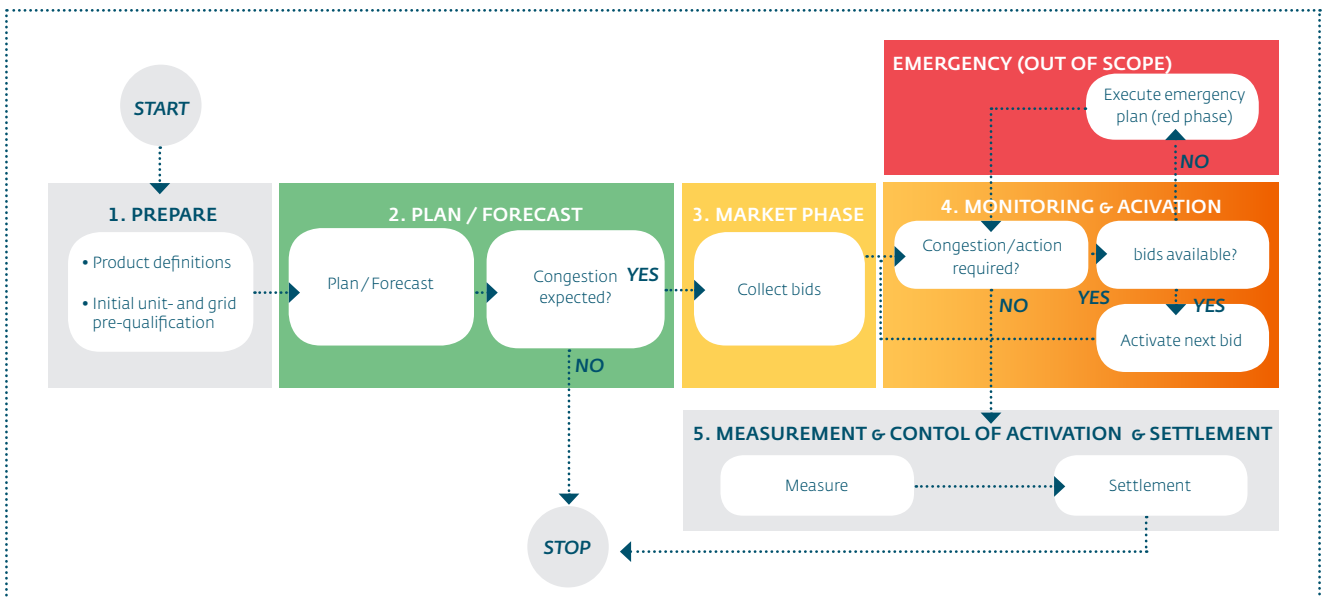 START
1. PREPARE
• Product definitions
• Initial unit- and grid
pre-qualification
2. PLAN / FORECAST
Plan / Forecast
Congestion
expected?
YES
NO
3. MARKET PHASE
Collect bids
EMERGENCY (OUT OF SCOPE)
Execute emergency
plan (red phase)
NO
4. MONITORING & ACIVATION
Congestion/action
required?
bids available?
NO
YES
YES
Activate next bid
5. MEASUREMENT & CONTOL OF ACTIVATION & SETTLEMENT
Measure
Settlement
STOP